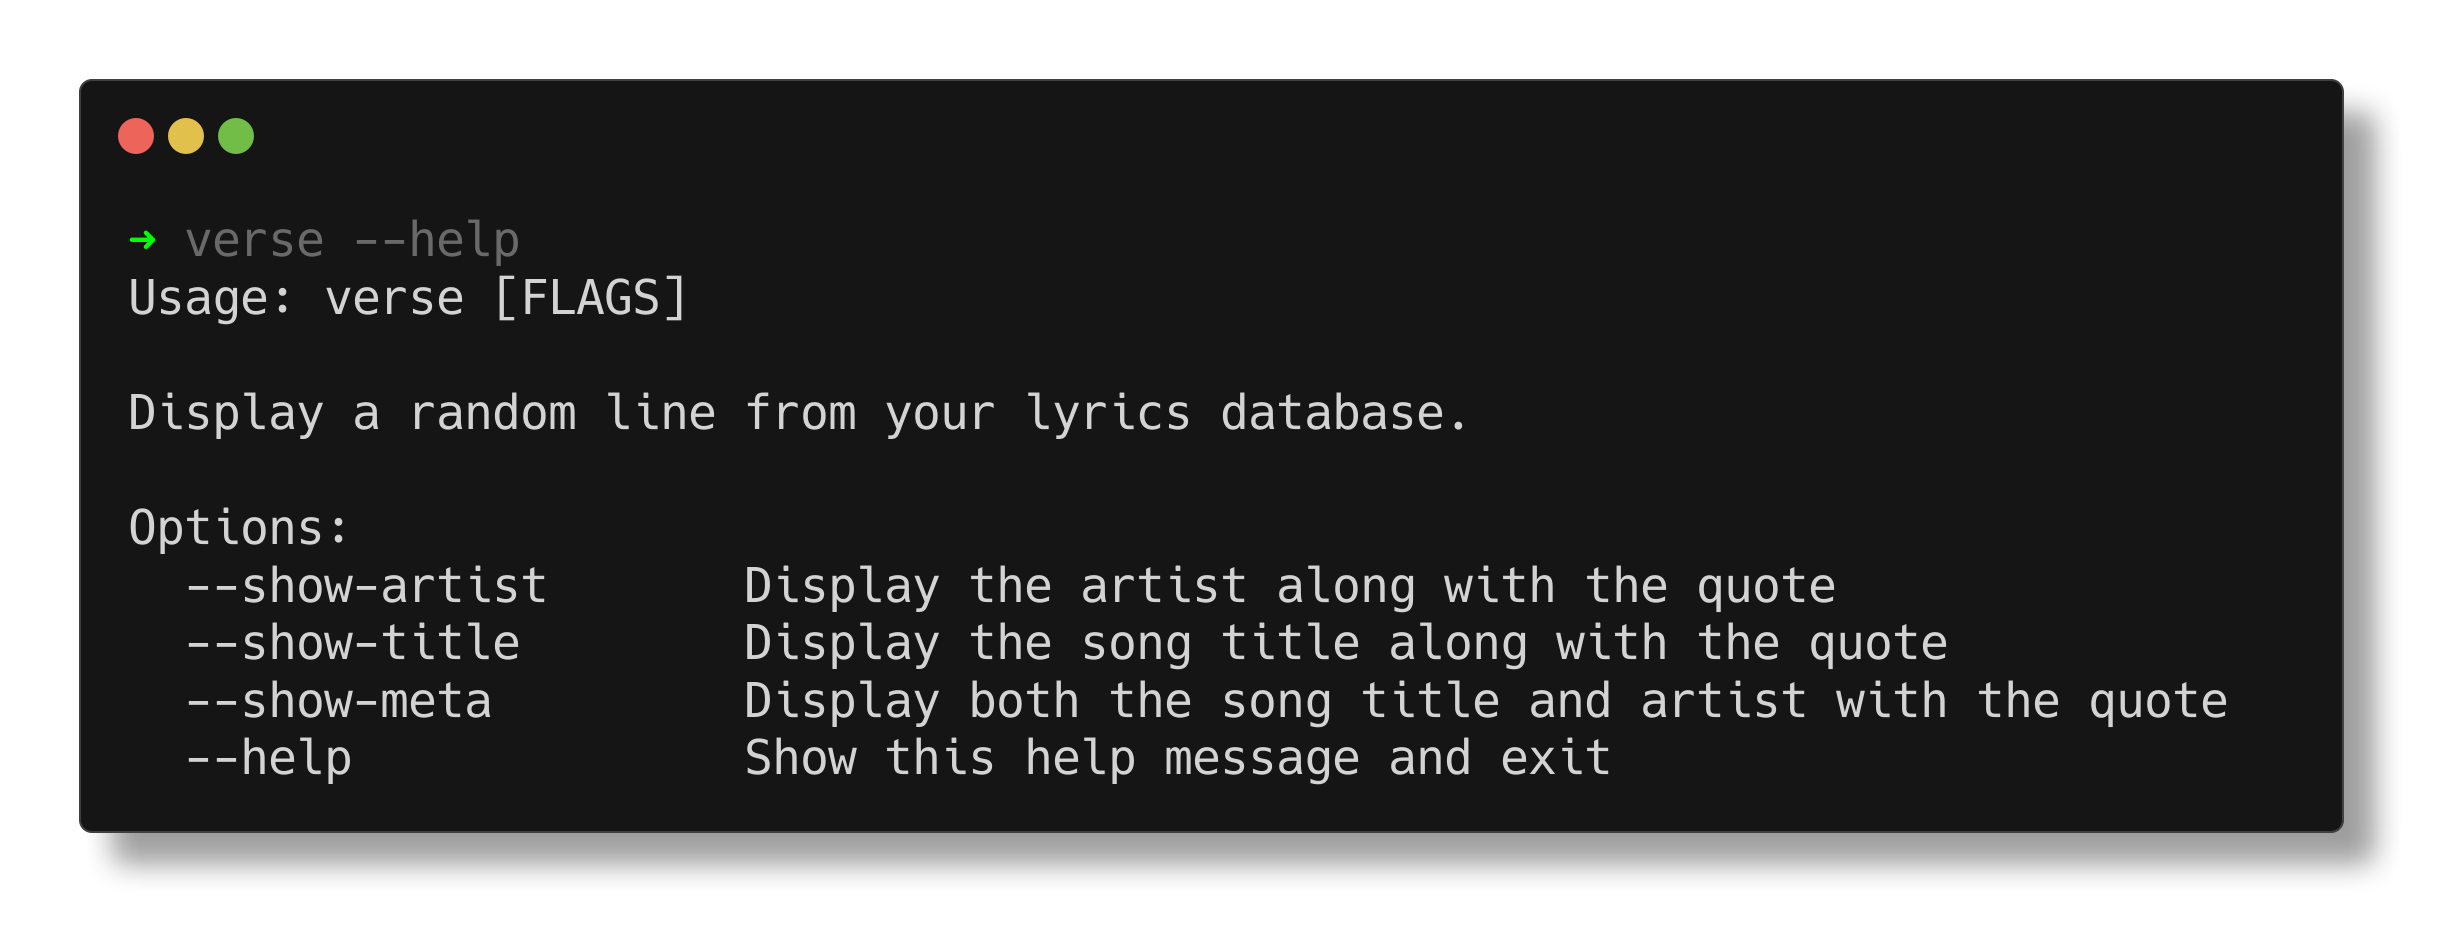 ➜ verse --help
Usage: verse [FLAGS]

Display a random line from your lyrics database.

Options:
  --show-artist       Display the artist along with the quote
  --show-title        Display the song title along with the quote
  --show-meta         Display both the song title and artist with the quote
  --help              Show this help message and exit